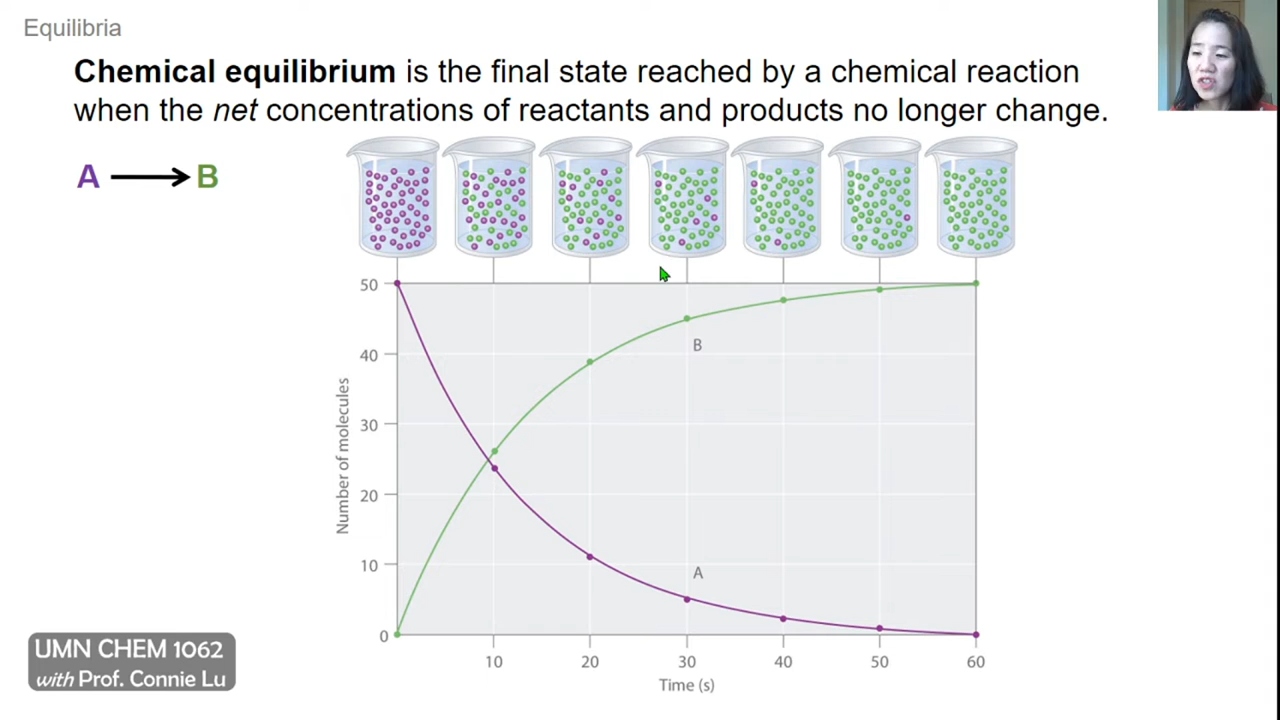 Equilibria
Chemical equilibrium is the final state reached by a chemical reaction
when the net concentrations of reactants and products no longer change.
A ⟶ B
50
40
30
20
10
0
Number of molecules
B
A
10 20 30 40 50 60
Time (s)
UMN CHEM 1062
with Prof. Connie Lu